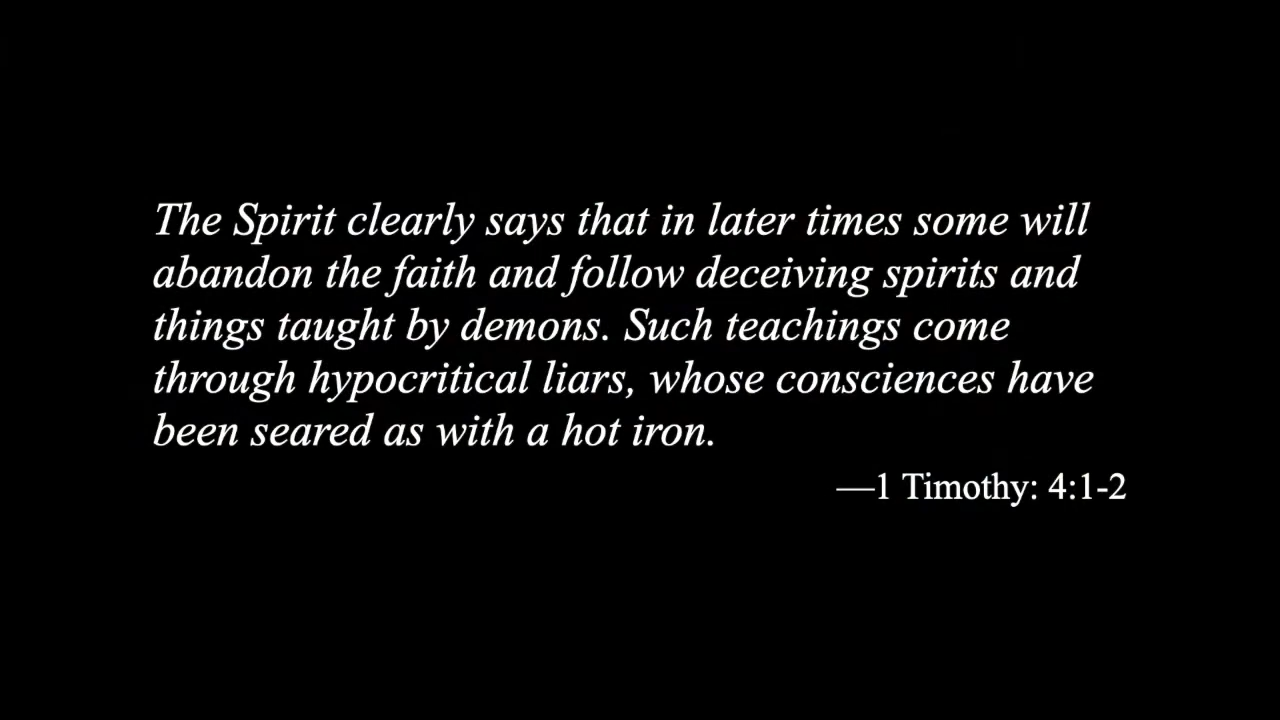 The Spirit clearly says that in later times some will
abandon the faith and follow deceiving spirits and
things taught by demons. Such teachings come
through hypocritical liars, whose consciences have
been seared as with a hot iron.
—1 Timothy: 4:1-2